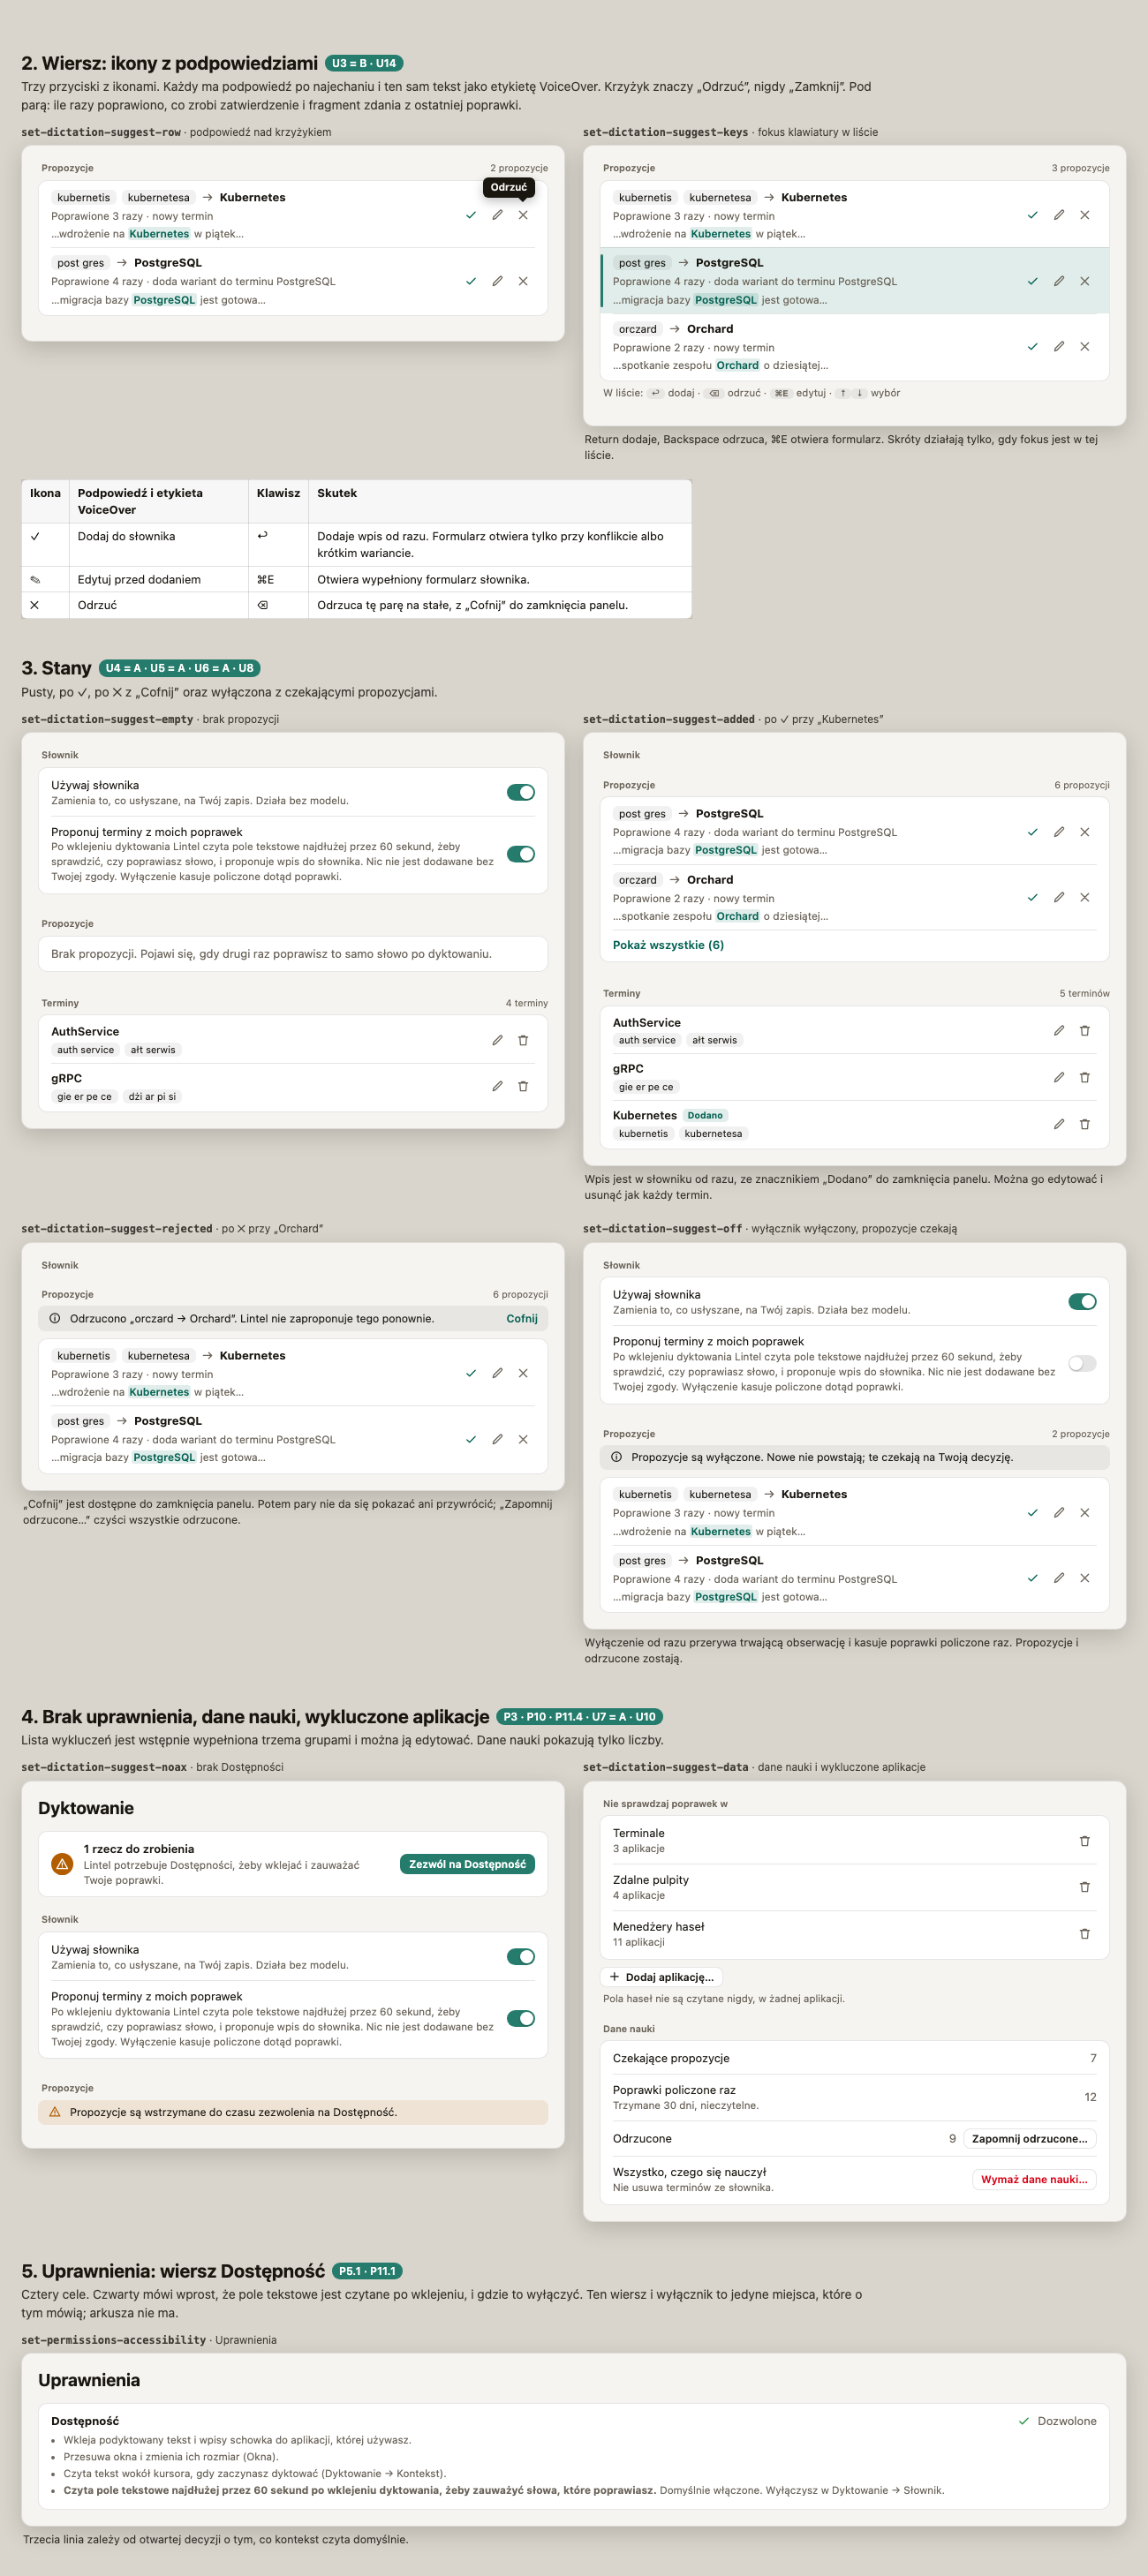 2. Wiersz: ikony z podpowiedziami U3 = B · U14
Trzy przyciski z ikonami. Każdy ma podpowiedź po najechaniu i ten sam tekst jako etykietę VoiceOver. Krzyżyk znaczy „Odrzuć”, nigdy „Zamknij”. Pod
parą: ile razy poprawiono, co zrobi zatwierdzenie i fragment zdania z ostatniej poprawki.
set-dictation-suggest-row · podpowiedź nad krzyżykiem
Propozycje 2 propozycje
Odrzuć
kubernetis kubernetesa → Kubernetes
Poprawione 3 razy · nowy termin
…wdrożenie na Kubernetes w piątek…
post gres → PostgreSQL
Poprawione 4 razy · doda wariant do terminu PostgreSQL
…migracja bazy PostgreSQL jest gotowa…
set-dictation-suggest-keys · fokus klawiatury w liście
Propozycje 3 propozycje
kubernetis kubernetesa → Kubernetes
Poprawione 3 razy · nowy termin
…wdrożenie na Kubernetes w piątek…
post gres → PostgreSQL
Poprawione 4 razy · doda wariant do terminu PostgreSQL
…migracja bazy PostgreSQL jest gotowa…
orczard → Orchard
Poprawione 2 razy · nowy termin
…spotkanie zespołu Orchard o dziesiątej…
W liście: ↩ dodaj · ⌫ odrzuć · ⌘E edytuj · ↑ ↓ wybór
Return dodaje, Backspace odrzuca, ⌘E otwiera formularz. Skróty działają tylko, gdy fokus jest w tej
liście.
Ikona Podpowiedź i etykieta Klawisz Skutek
VoiceOver
✓ Dodaj do słownika ↩ Dodaje wpis od razu. Formularz otwiera tylko przy konflikcie albo
krótkim wariancie.
✎ Edytuj przed dodaniem ⌘E Otwiera wypełniony formularz słownika.
✕ Odrzuć ⌫ Odrzuca tę parę na stałe, z „Cofnij” do zamknięcia panelu.
3. Stany U4 = A · U5 = A · U6 = A · U8
Pusty, po ✓, po ✕ z „Cofnij” oraz wyłączona z czekającymi propozycjami.
set-dictation-suggest-empty · brak propozycji
Słownik
Używaj słownika
Zamienia to, co usłyszane, na Twój zapis. Działa bez modelu.
Proponuj terminy z moich poprawek
Po wklejeniu dyktowania Lintel czyta pole tekstowe najdłużej przez 60 sekund, żeby
sprawdzić, czy poprawiasz słowo, i proponuje wpis do słownika. Nic nie jest dodawane bez
Twojej zgody. Wyłączenie kasuje policzone dotąd poprawki.
Propozycje
Brak propozycji. Pojawi się, gdy drugi raz poprawisz to samo słowo po dyktowaniu.
Terminy 4 terminy
AuthService
auth service ałt serwis
gRPC
gie er pe ce dżi ar pi si
set-dictation-suggest-added · po ✓ przy „Kubernetes”
Słownik
Propozycje 6 propozycji
post gres → PostgreSQL
Poprawione 4 razy · doda wariant do terminu PostgreSQL
…migracja bazy PostgreSQL jest gotowa…
orczard → Orchard
Poprawione 2 razy · nowy termin
…spotkanie zespołu Orchard o dziesiątej…
Pokaż wszystkie (6)
Terminy 5 terminów
AuthService
auth service ałt serwis
gRPC
gie er pe ce
Kubernetes Dodano
kubernetis kubernetesa
Wpis jest w słowniku od razu, ze znacznikiem „Dodano” do zamknięcia panelu. Można go edytować i
usunąć jak każdy termin.
set-dictation-suggest-rejected · po ✕ przy „Orchard”
Słownik
Propozycje 6 propozycji
Odrzucono „orczard → Orchard”. Lintel nie zaproponuje tego ponownie. Cofnij
kubernetis kubernetesa → Kubernetes
Poprawione 3 razy · nowy termin
…wdrożenie na Kubernetes w piątek…
post gres → PostgreSQL
Poprawione 4 razy · doda wariant do terminu PostgreSQL
…migracja bazy PostgreSQL jest gotowa…
„Cofnij” jest dostępne do zamknięcia panelu. Potem pary nie da się pokazać ani przywrócić; „Zapomnij
odrzucone…” czyści wszystkie odrzucone.
set-dictation-suggest-off · wyłącznik wyłączony, propozycje czekają
Słownik
Używaj słownika
Zamienia to, co usłyszane, na Twój zapis. Działa bez modelu.
Proponuj terminy z moich poprawek
Po wklejeniu dyktowania Lintel czyta pole tekstowe najdłużej przez 60 sekund, żeby
sprawdzić, czy poprawiasz słowo, i proponuje wpis do słownika. Nic nie jest dodawane bez
Twojej zgody. Wyłączenie kasuje policzone dotąd poprawki.
Propozycje 2 propozycje
Propozycje są wyłączone. Nowe nie powstają; te czekają na Twoją decyzję.
kubernetis kubernetesa → Kubernetes
Poprawione 3 razy · nowy termin
…wdrożenie na Kubernetes w piątek…
post gres → PostgreSQL
Poprawione 4 razy · doda wariant do terminu PostgreSQL
…migracja bazy PostgreSQL jest gotowa…
Wyłączenie od razu przerywa trwającą obserwację i kasuje poprawki policzone raz. Propozycje i
odrzucone zostają.
4. Brak uprawnienia, dane nauki, wykluczone aplikacje P3 · P10 · P11.4 · U7 = A · U10
Lista wykluczeń jest wstępnie wypełniona trzema grupami i można ją edytować. Dane nauki pokazują tylko liczby.
set-dictation-suggest-noax · brak Dostępności
Dyktowanie
1 rzecz do zrobienia
Lintel potrzebuje Dostępności, żeby wklejać i zauważać
Twoje poprawki.
Zezwól na Dostępność
Słownik
Używaj słownika
Zamienia to, co usłyszane, na Twój zapis. Działa bez modelu.
Proponuj terminy z moich poprawek
Po wklejeniu dyktowania Lintel czyta pole tekstowe najdłużej przez 60 sekund, żeby
sprawdzić, czy poprawiasz słowo, i proponuje wpis do słownika. Nic nie jest dodawane bez
Twojej zgody. Wyłączenie kasuje policzone dotąd poprawki.
Propozycje
Propozycje są wstrzymane do czasu zezwolenia na Dostępność.
set-dictation-suggest-data · dane nauki i wykluczone aplikacje
Nie sprawdzaj poprawek w
Terminale
3 aplikacje
Zdalne pulpity
4 aplikacje
Menedżery haseł
11 aplikacji
+ Dodaj aplikację…
Pola haseł nie są czytane nigdy, w żadnej aplikacji.
Dane nauki
Czekające propozycje 7
Poprawki policzone raz 12
Trzymane 30 dni, nieczytelne.
Odrzucone 9 Zapomnij odrzucone…
Wszystko, czego się nauczył Wymaż dane nauki…
Nie usuwa terminów ze słownika.
5. Uprawnienia: wiersz Dostępność P5.1 · P11.1
Cztery cele. Czwarty mówi wprost, że pole tekstowe jest czytane po wklejeniu, i gdzie to wyłączyć. Ten wiersz i wyłącznik to jedyne miejsca, które o
tym mówią; arkusza nie ma.
set-permissions-accessibility · Uprawnienia
Uprawnienia
Dostępność ✓ Dozwolone
• Wkleja podyktowany tekst i wpisy schowka do aplikacji, której używasz.
• Przesuwa okna i zmienia ich rozmiar (Okna).
• Czyta tekst wokół kursora, gdy zaczynasz dyktować (Dyktowanie → Kontekst).
• Czyta pole tekstowe najdłużej przez 60 sekund po wklejeniu dyktowania, żeby zauważyć słowa, które poprawiasz. Domyślnie włączone. Wyłączysz w Dyktowanie → Słownik.
Trzecia linia zależy od otwartej decyzji o tym, co kontekst czyta domyślnie.